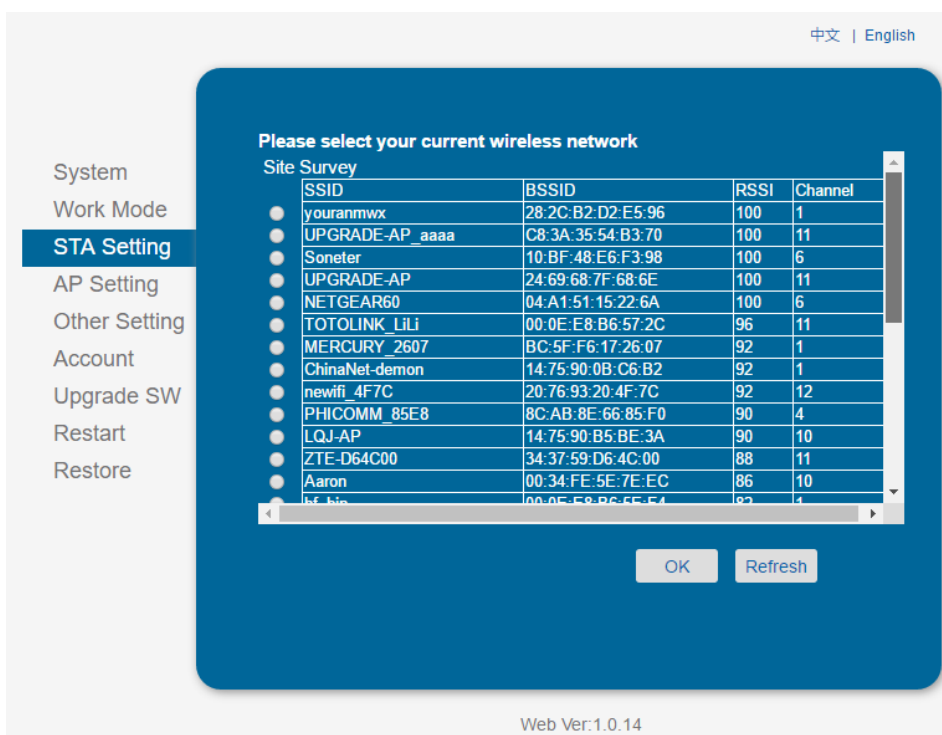 中文 | English
System
Work Mode
STA Setting
AP Setting
Other Setting
Account
Upgrade SW
Restart
Restore
Please select your current wireless network
Site Survey
SSID BSSID RSSI Channel
youranmwx 28:2C:B2:D2:E5:96 100 1
UPGRADE-AP_aaaa C8:3A:35:54:B3:70 100 11
Soneter 10:BF:48:E6:F3:98 100 6
UPGRADE-AP 24:69:68:7F:68:6E 100 11
NETGEAR60 04:A1:51:15:22:6A 100 6
TOTOLINK_LiLi 00:0E:E8:B6:57:2C 96 11
MERCURY_2607 BC:5F:F6:17:26:07 92 1
ChinaNet-demon 14:75:90:0B:C6:B2 92 1
newifi_4F7C 20:76:93:20:4F:7C 92 12
PHICOMM_85E8 8C:AB:8E:66:85:F0 90 4
LQJ-AP 14:75:90:B5:BE:3A 90 10
ZTE-D64C00 34:37:59:D6:4C:00 88 11
Aaron 00:34:FE:5E:7E:EC 86 10
OK Refresh
Web Ver:1.0.14